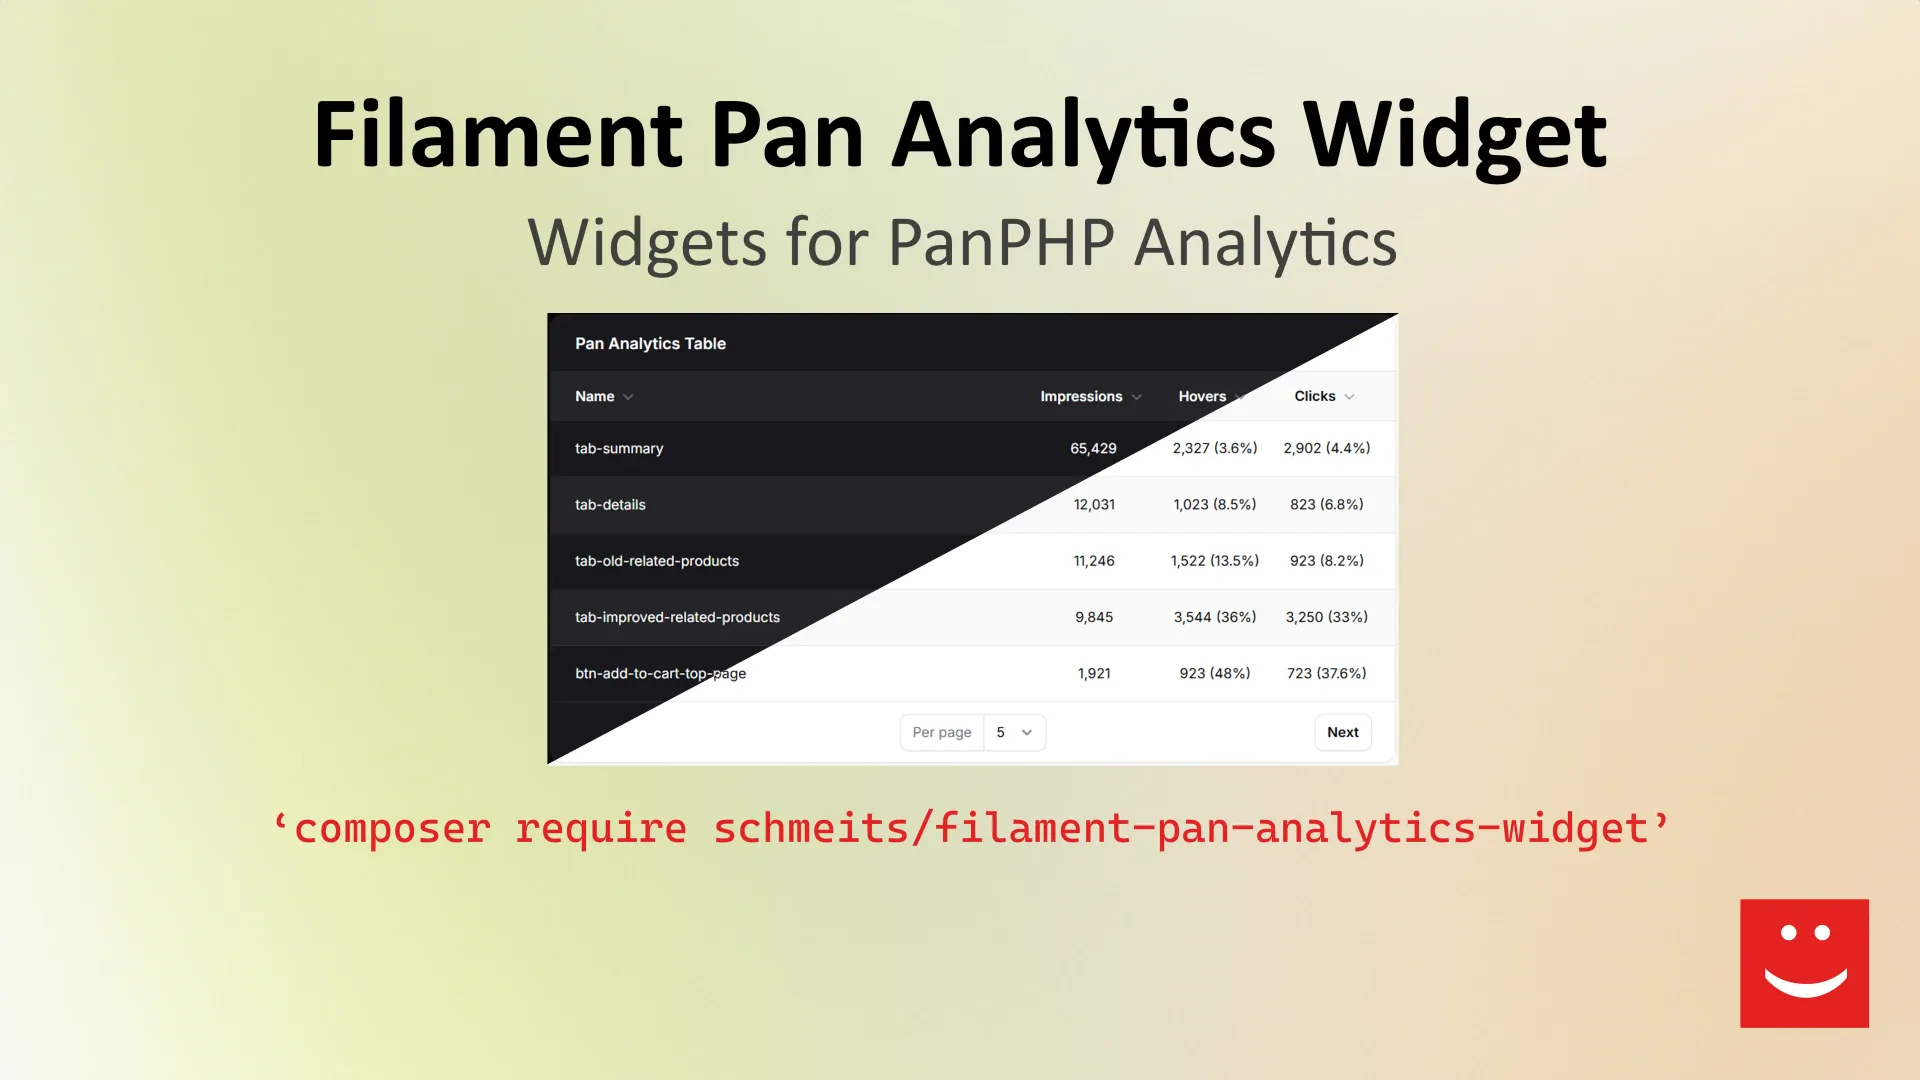 Filament Pan Analytics Widget
Widgets for PanPHP Analytics
Pan Analytics Table
Name Impressions Hovers Clicks
tab-summary 65,429 2,327 (3.6%) 2,902 (4.4%)
tab-details 12,031 1,023 (8.5%) 823 (6.8%)
tab-old-related-products 11,246 1,522 (13.5%) 923 (8.2%)
tab-improved-related-products 9,845 3,544 (36%) 3,250 (33%)
btn-add-to-cart-top-page 1,921 923 (48%) 723 (37.6%)
Per page 5 Next
‘composer require schmeits/filament-pan-analytics-widget’